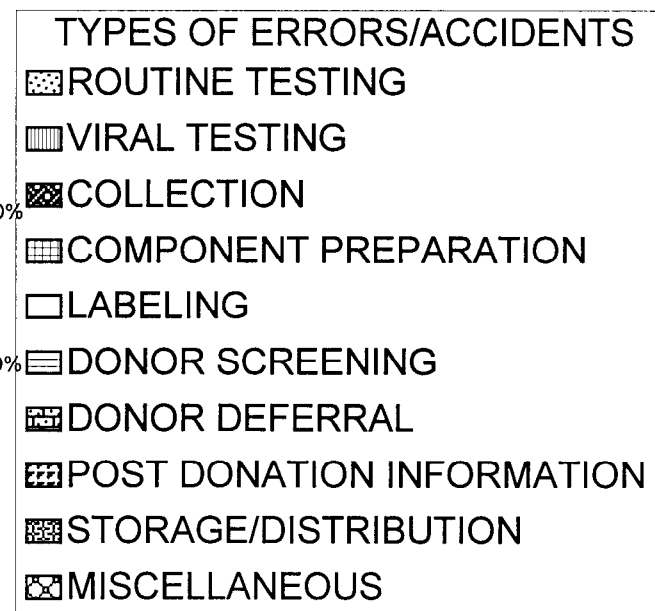 TYPES OF ERRORS/ACCIDENTS
ROUTINE TESTING
VIRAL TESTING
COLLECTION
COMPONENT PREPARATION
LABELING
DONOR SCREENING
DONOR DEFERRAL
POST DONATION INFORMATION
STORAGE/DISTRIBUTION
MISCELLANEOUS